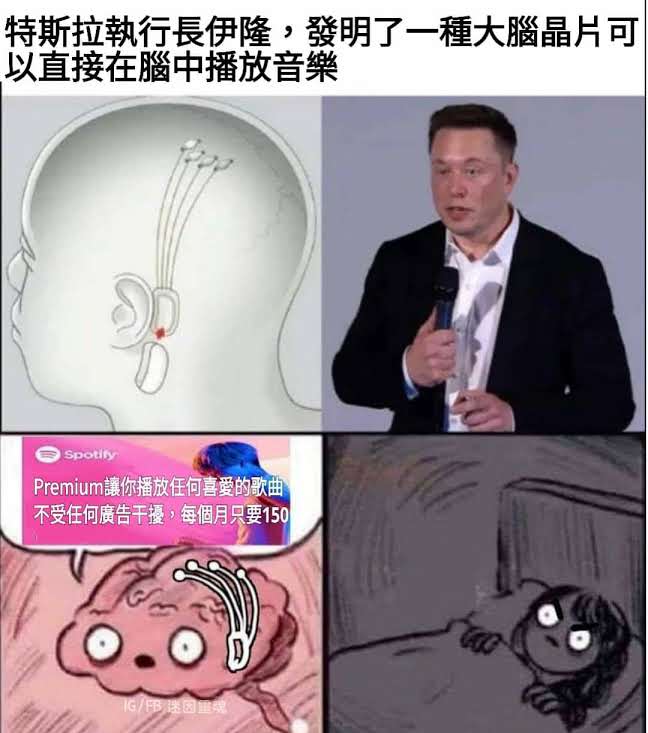 特斯拉執行長伊隆，發明了一種大腦晶片可
以直接在腦中播放音樂
Spotify
Premium讓你播放任何喜愛的歌曲
不受任何廣告干擾，每個月只要150
IG/FB 迷因靈魂